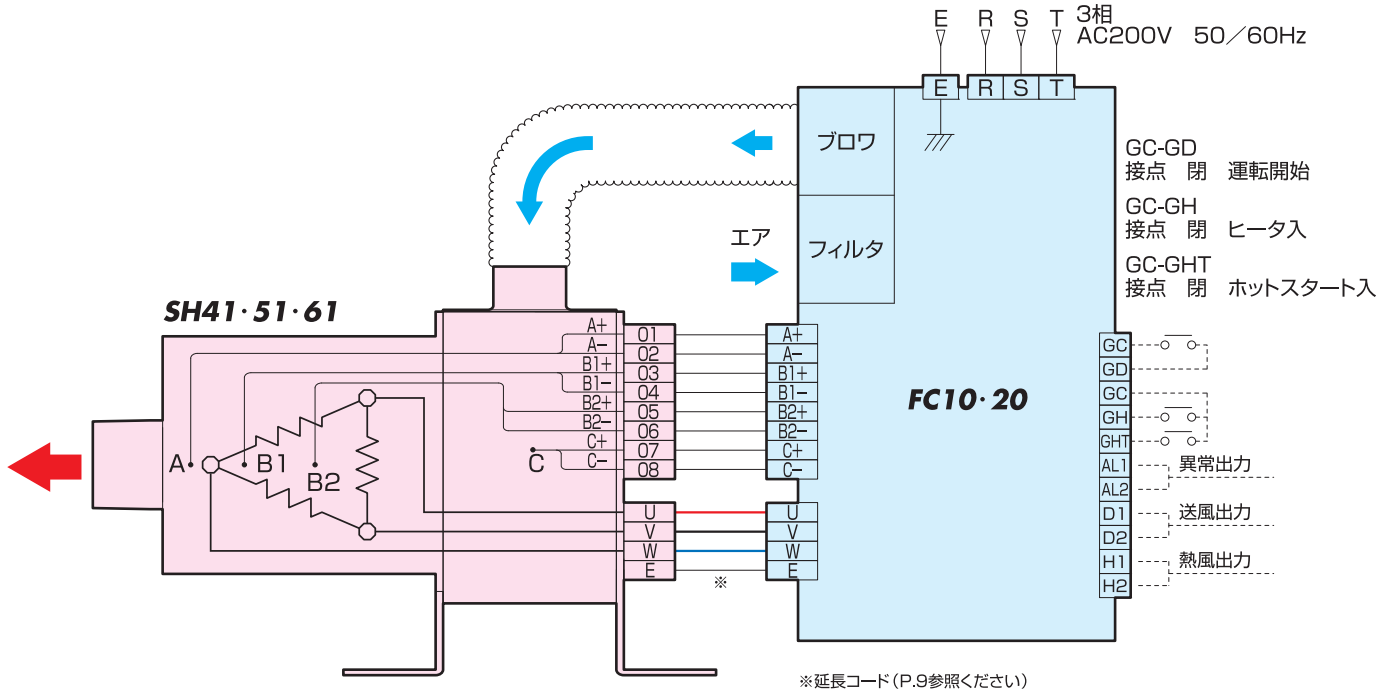 E R S T 3相
AC200V 50／60Hz
E R S T
ブロワ
フィルタ
エア
GC-GD
接点 閉 運転開始
GC-GH
接点 閉 ヒータ入
GC-GHT
接点 閉 ホットスタート入
SH41·51·61
FC10·20
A+ 01 A+
A- 02 A-
B1+ 03 B1+
B1- 04 B1-
B2+ 05 B2+
B2- 06 B2-
C+ 07 C+
C- 08 C-
A B1 B2 C
U U
V V
W W
E E
※
GC
GD
GC
GH
GHT
AL1 異常出力
AL2
D1 送風出力
D2
H1 熱風出力
H2
※延長コード(P.9参照ください)